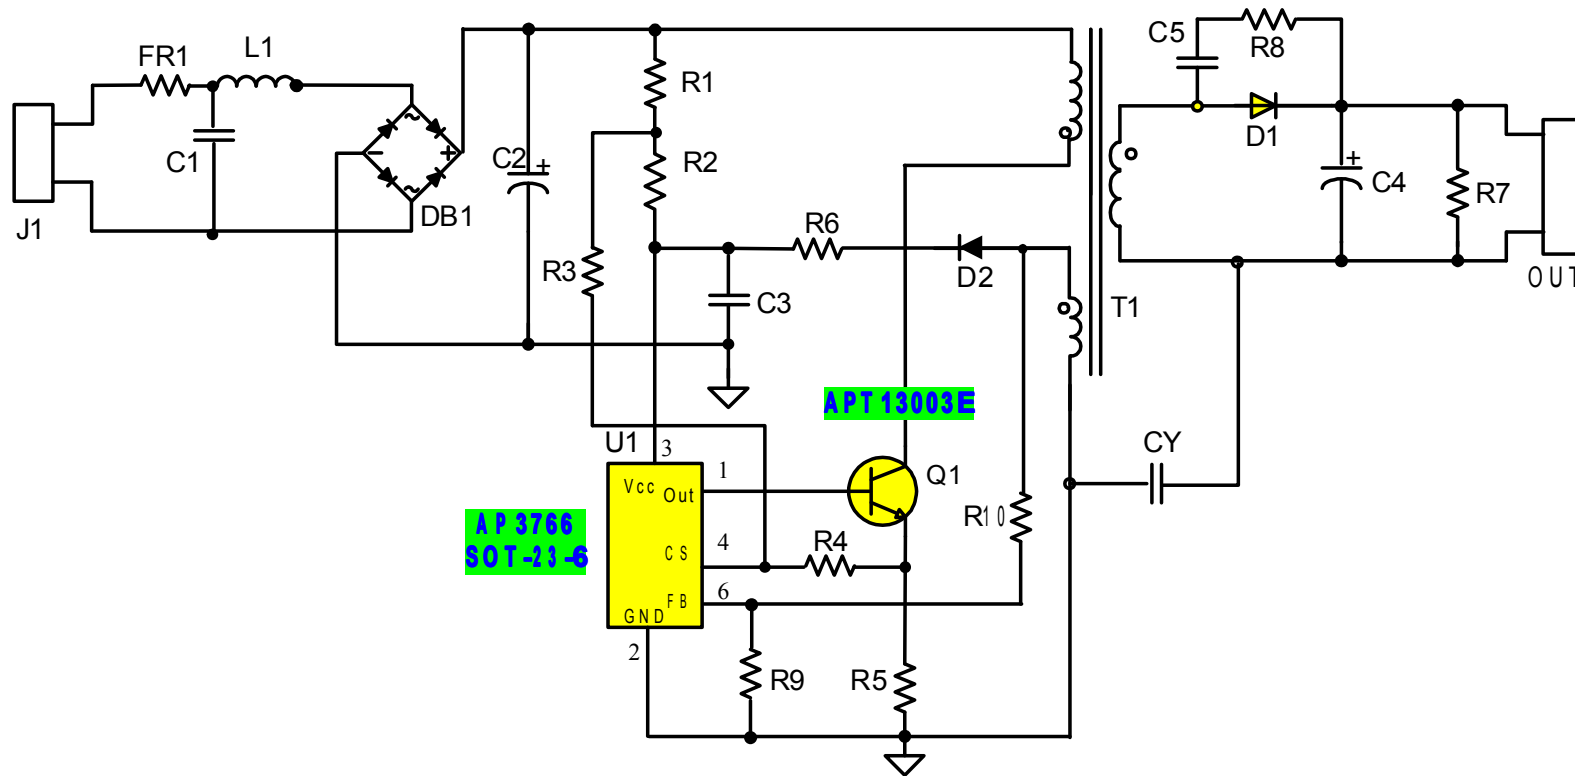 FR1
L1
C1
J1
DB1
C2
+
R1
R2
R3
R6
C3
D2
T1
C5
R8
D1
+
C4
R7
OUT
APT13003E
U1
3
Vcc
Out
1
Q1
AP3766
SOT-23-6
CS
4
R4
R10
CY
FB
6
GND
2
R9
R5